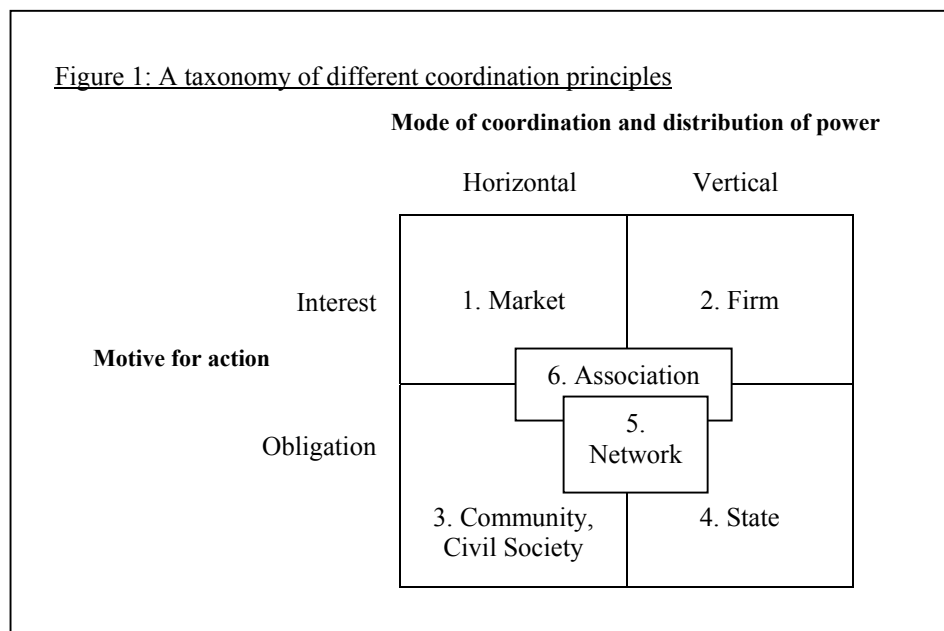 Figure 1: A taxonomy of different coordination principles
Mode of coordination and distribution of power
Horizontal Vertical
Interest 1. Market 2. Firm
Motive for action
6. Association
5.
Obligation
Network
3. Community, 4. State
Civil Society